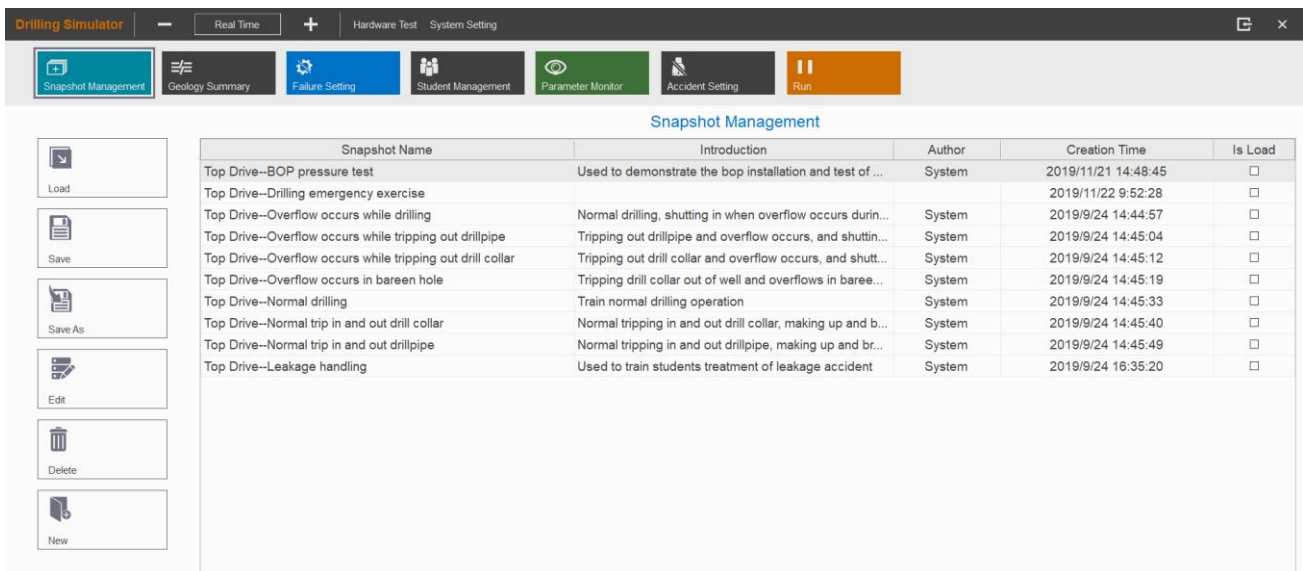 Drilling Simulator Real Time Hardware Test System Setting
Snapshot Management Geology Summary Failure Setting Student Management Parameter Monitor Accident Setting Run
Snapshot Management
Load
Save
Save As
Edit
Delete
New
Snapshot Name Introduction Author Creation Time Is Load
Top Drive--BOP pressure test Used to demonstrate the bop installation and test of ... System 2019/11/21 14:48:45
Top Drive--Drilling emergency exercise 2019/11/22 9:52:28
Top Drive--Overflow occurs while drilling Normal drilling, shutting in when overflow occurs durin... System 2019/9/24 14:44:57
Top Drive--Overflow occurs while tripping out drillpipe Tripping out drillpipe and overflow occurs, and shuttin... System 2019/9/24 14:45:04
Top Drive--Overflow occurs while tripping out drill collar Tripping out drill collar and overflow occurs, and shutt... System 2019/9/24 14:45:12
Top Drive--Overflow occurs in bareen hole Tripping drill collar out of well and overflows in baree... System 2019/9/24 14:45:19
Top Drive--Normal drilling Train normal drilling operation System 2019/9/24 14:45:33
Top Drive--Normal trip in and out drill collar Normal tripping in and out drill collar, making up and b... System 2019/9/24 14:45:40
Top Drive--Normal trip in and out drillpipe Normal tripping in and out drillpipe, making up and br... System 2019/9/24 14:45:49
Top Drive--Leakage handling Used to train students treatment of leakage accident System 2019/9/24 16:35:20